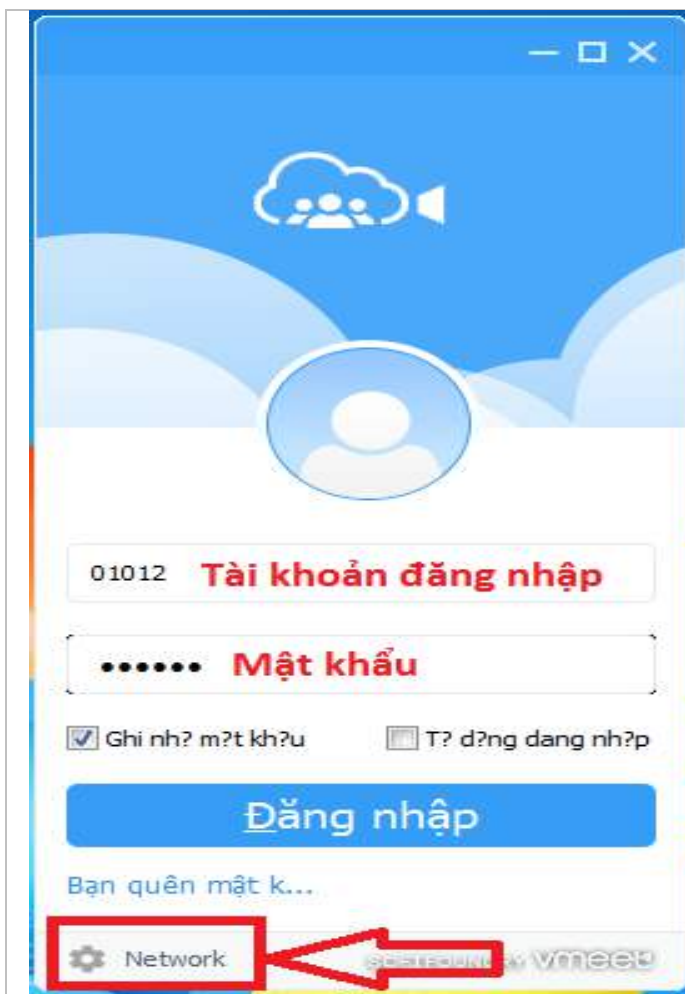 01012 Tài khoản đăng nhập
•••••• Mật khẩu
Ghi nh? m?t kh?u T? d?ng dang nh?p
Đăng nhập
Bạn quên mật k...
Network vmeet